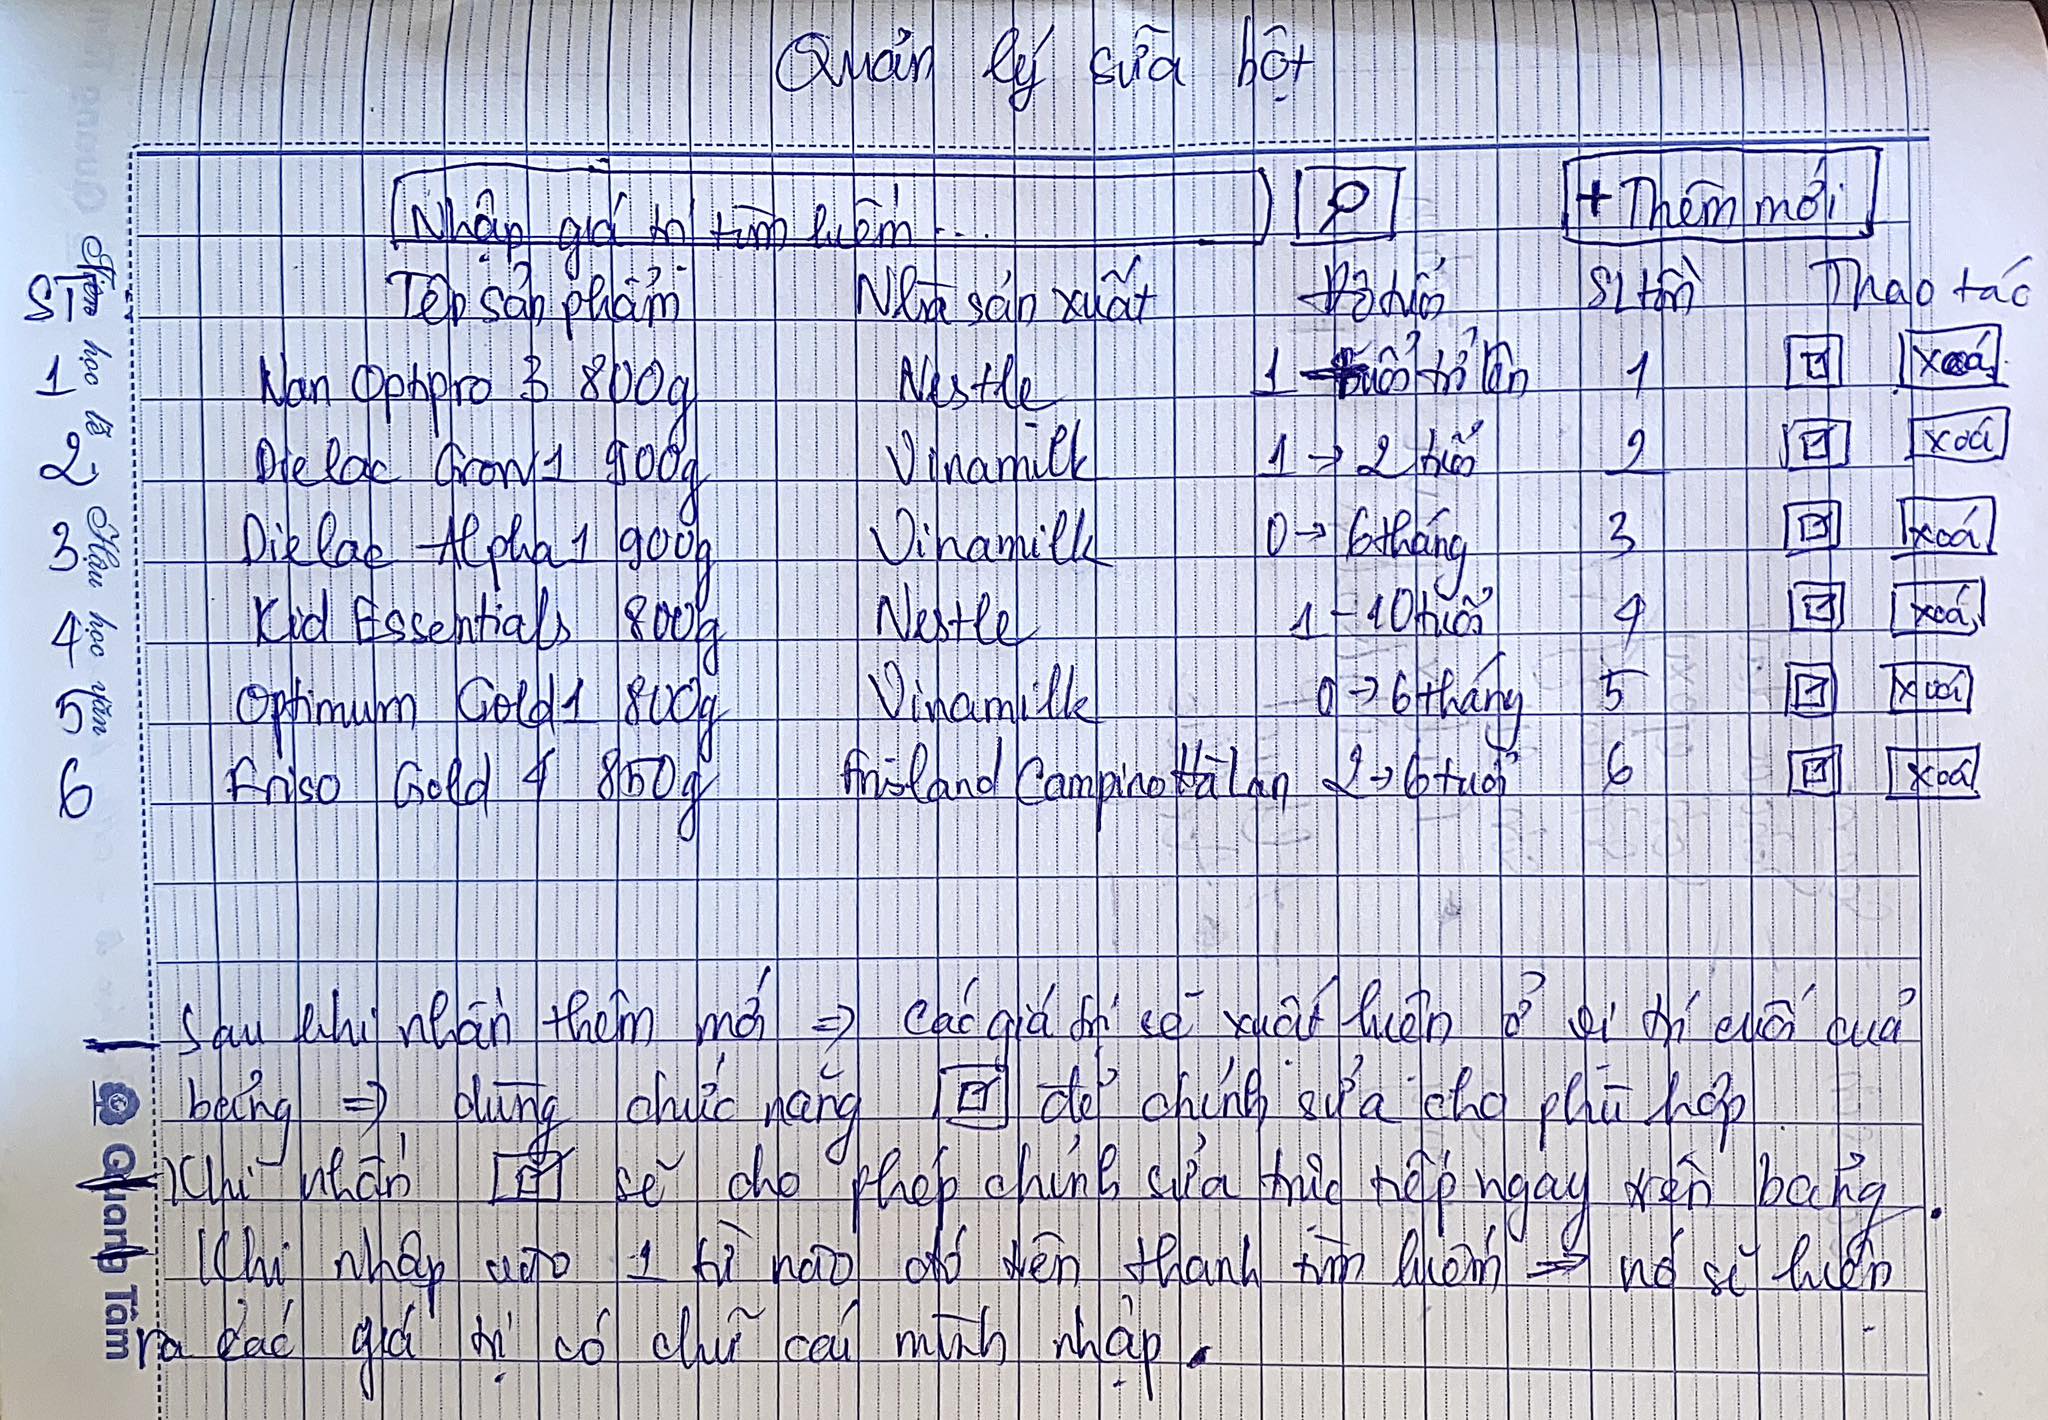 Quản lý sữa bột
Nhập giá trị tìm kiếm... + Thêm mới
STT Tên sản phẩm Nhà sản xuất Độ tuổi SL tồn Thao tác
1 Nan Optipro 3 800g Nestle 1 tuổi trở lên 1 xoá
2 Dielac Grow 1 900g Vinamilk 1 → 2 tuổi 2 xoá
3 Dielac Alpha 1 900g Vinamilk 0 → 6 tháng 3 xoá
4 Kid Essentials 800g Nestle 1 - 10 tuổi 4 xoá
5 Optimum Gold 1 800g Vinamilk 0 → 6 tháng 5 xoá
6 Friso Gold 4 850g Frisland Campina Hà Lan 2 → 6 tuổi 6 xoá
- Sau khi nhấn thêm mới => các giá trị sẽ xuất hiện ở vị trí cuối của
bảng => dùng chức năng để chỉnh sửa cho phù hợp
- Khi nhấn sẽ cho phép chỉnh sửa trực tiếp ngay trên bảng.
- Khi nhập vào 1 từ nào đó trên thanh tìm kiếm => nó sẽ hiện
ra các giá trị có chữ cái mình nhập.
Tiên học lễ Hậu học văn
Quang Tâm